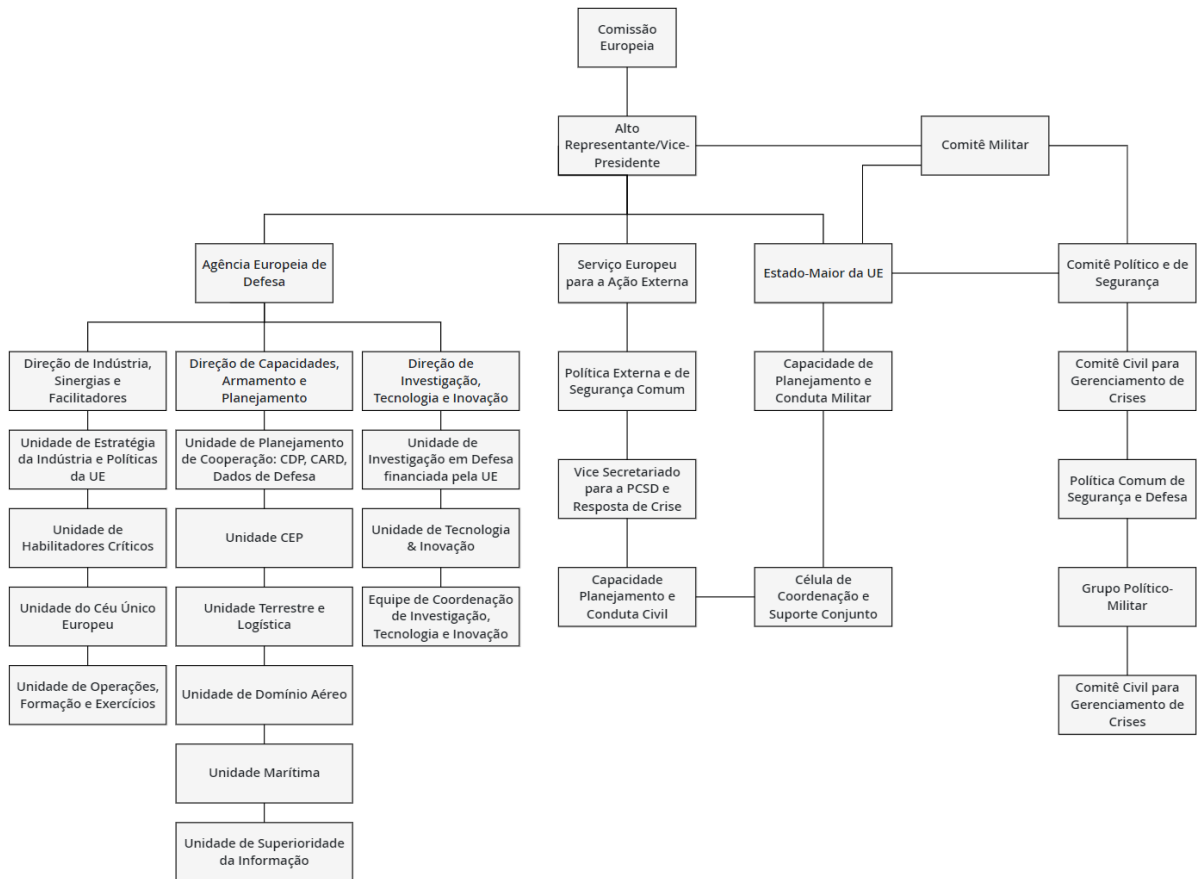 Comissão
Europeia
Alto
Representante/Vice-
Presidente
Comitê Militar
Agência Europeia de
Defesa
Serviço Europeu
para a Ação Externa
Estado-Maior da UE
Comitê Político e de
Segurança
Direção de Indústria,
Sinergias e
Facilitadores
Direção de Capacidades,
Armamento e
Planejamento
Direção de
Investigação,
Tecnologia e Inovação
Política Externa e de
Segurança Comum
Capacidade de
Planejamento e
Conduta Militar
Comitê Civil para
Gerenciamento de
Crises
Unidade de Estratégia
da Indústria e Políticas
da UE
Unidade de Planejamento
de Cooperação: CDP, CARD,
Dados de Defesa
Unidade de
Investigação em Defesa
financiada pela UE
Vice Secretariado
para a PCSD e
Resposta de Crise
Política Comum de
Segurança e Defesa
Unidade de
Habilitadores Críticos
Unidade CEP
Unidade de Tecnologia
& Inovação
Capacidade
Planejamento e
Conduta Civil
Célula de
Coordenação e
Suporte Conjunto
Grupo Político-
Militar
Unidade do Céu Único
Europeu
Unidade Terrestre e
Logística
Equipe de Coordenação
de Investigação,
Tecnologia e Inovação
Unidade de Operações,
Formação e Exercícios
Unidade de Domínio Aéreo
Comitê Civil para
Gerenciamento de
Crises
Unidade Marítima
Unidade de Superioridade
da Informação